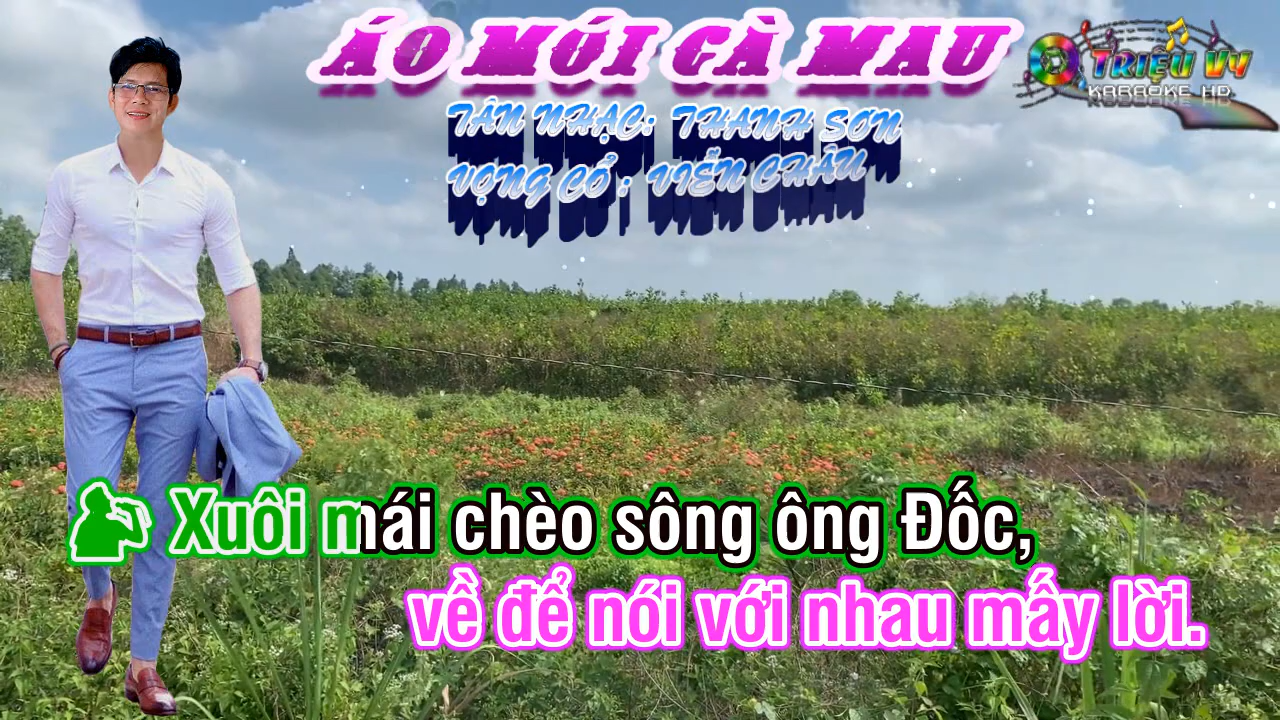 ÁO MỚI CÀ MAU
TRIỆU VY
KARAOKE HD
TÂN NHẠC: THANH SƠN
VỌNG CỔ : VIỄN CHÂU
Xuôi mái chèo sông ông Đốc,
về để nói với nhau mấy lời.